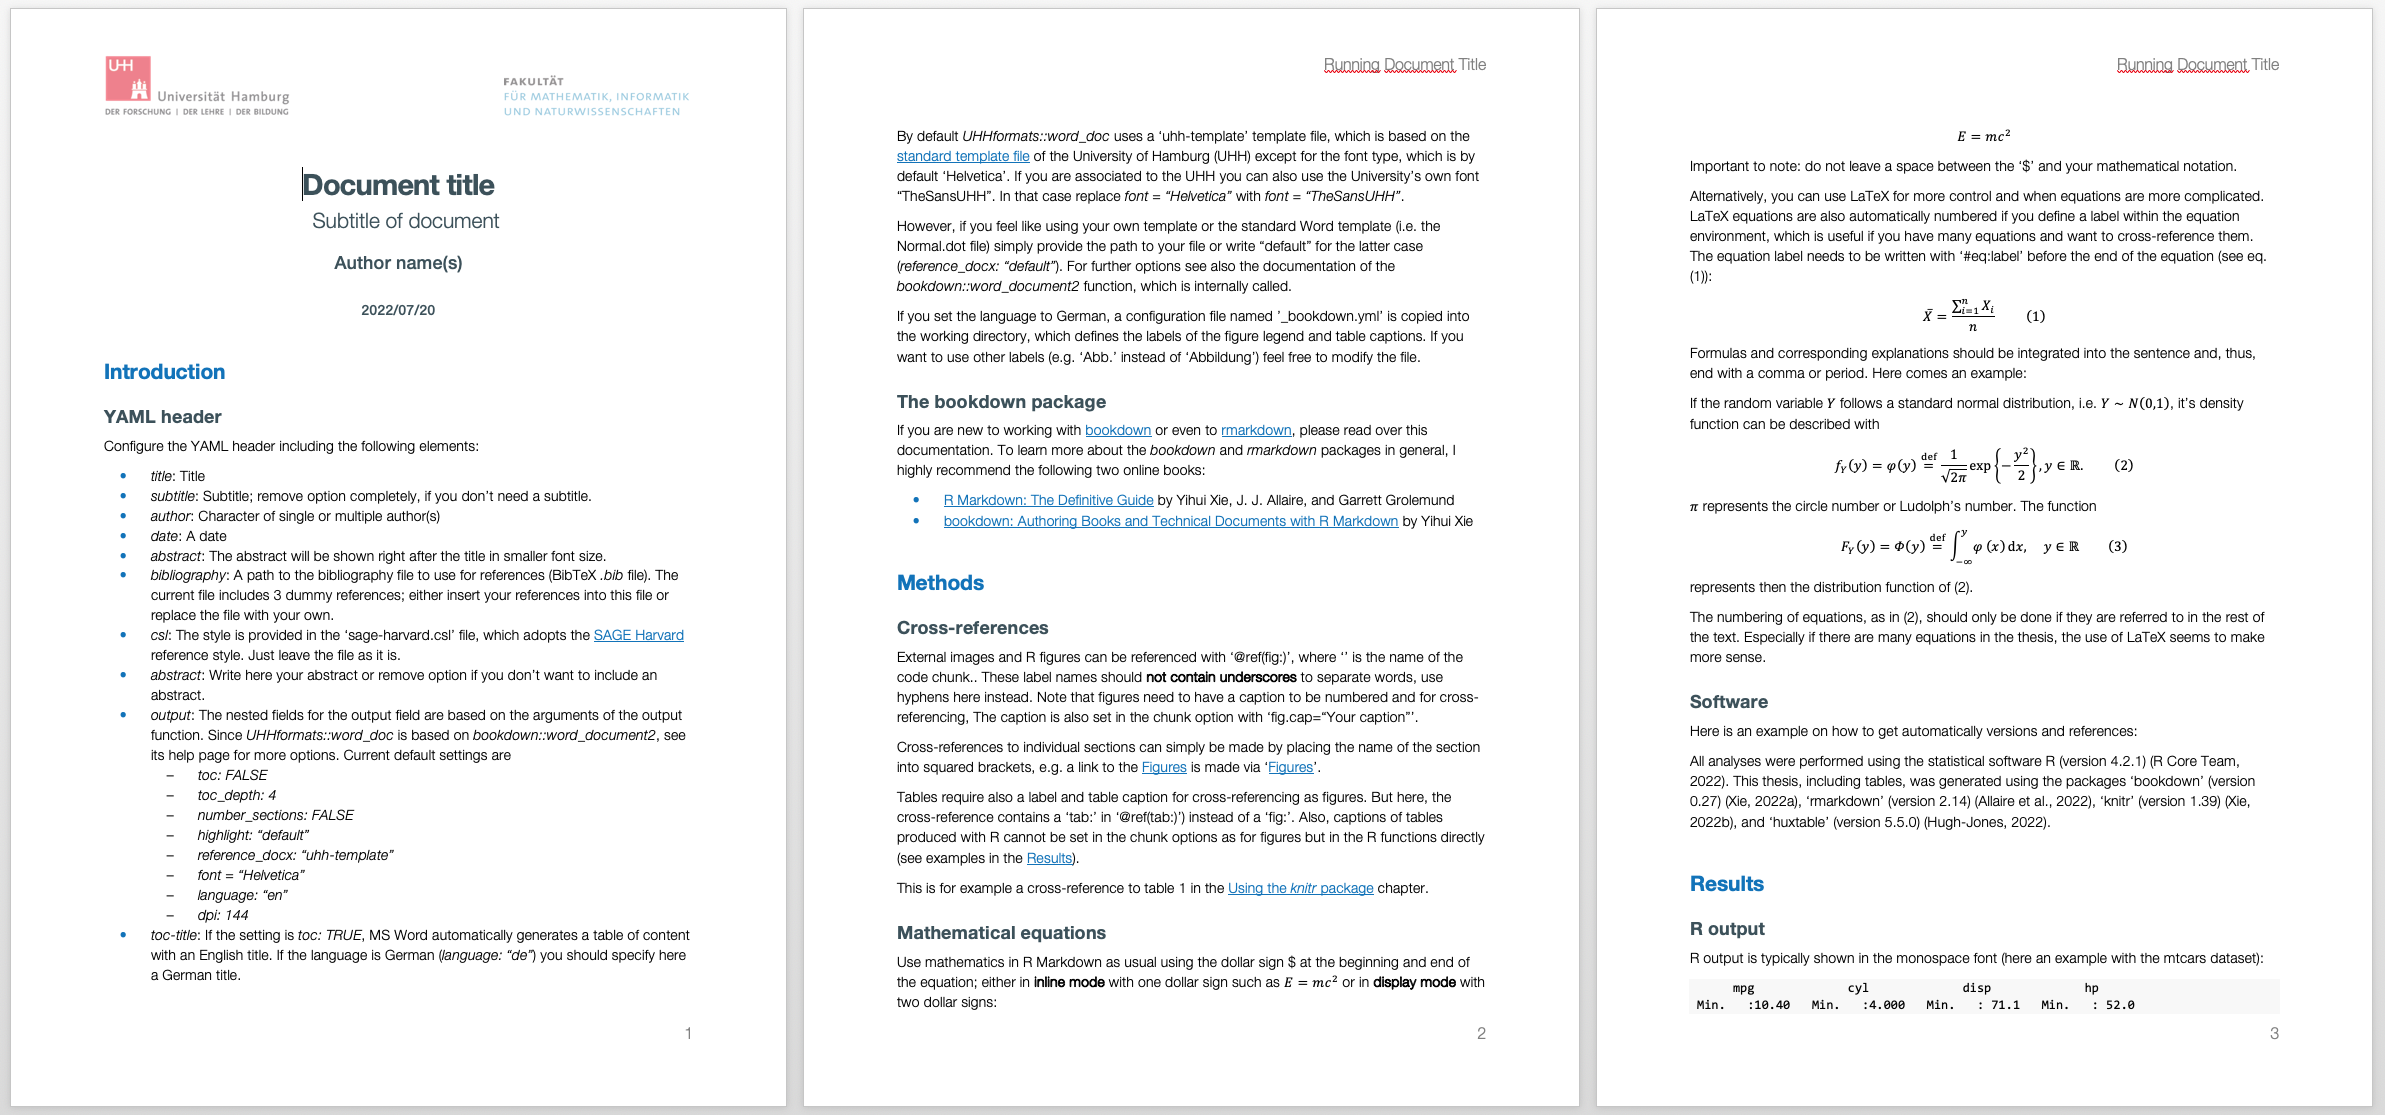 UHH
Universität Hamburg
DER FORSCHUNG | DER LEHRE | DER BILDUNG
FAKULTÄT
FÜR MATHEMATIK, INFORMATIK
UND NATURWISSENSCHAFTEN
Document title
Subtitle of document
Author name(s)
2022/07/20
Introduction
YAML header
Configure the YAML header including the following elements:
• title: Title
• subtitle: Subtitle; remove option completely, if you don’t need a subtitle.
• author: Character of single or multiple author(s)
• date: A date
• abstract: The abstract will be shown right after the title in smaller font size.
• bibliography: A path to the bibliography file to use for references (BibTeX .bib file). The
current file includes 3 dummy references; either insert your references into this file or
replace the file with your own.
• csl: The style is provided in the ‘sage-harvard.csl’ file, which adopts the SAGE Harvard
reference style. Just leave the file as it is.
• abstract: Write here your abstract or remove option if you don’t want to include an
abstract.
• output: The nested fields for the output field are based on the arguments of the output
function. Since UHHformats::word_doc is based on bookdown::word_document2, see
its help page for more options. Current default settings are
– toc: FALSE
– toc_depth: 4
– number_sections: FALSE
– highlight: “default”
– reference_docx: “uhh-template”
– font = “Helvetica”
– language: “en”
– dpi: 144
• toc-title: If the setting is toc: TRUE, MS Word automatically generates a table of content
with an English title. If the language is German (language: “de”) you should specify here
a German title.
1
Running Document Title
By default UHHformats::word_doc uses a ‘uhh-template’ template file, which is based on the
standard template file of the University of Hamburg (UHH) except for the font type, which is by
default ‘Helvetica’. If you are associated to the UHH you can also use the University’s own font
“TheSansUHH”. In that case replace font = “Helvetica” with font = “TheSansUHH”.
However, if you feel like using your own template or the standard Word template (i.e. the
Normal.dot file) simply provide the path to your file or write “default” for the latter case
(reference_docx: “default”). For further options see also the documentation of the
bookdown::word_document2 function, which is internally called.
If you set the language to German, a configuration file named ’_bookdown.yml’ is copied into
the working directory, which defines the labels of the figure legend and table captions. If you
want to use other labels (e.g. ‘Abb.’ instead of ‘Abbildung’) feel free to modify the file.
The bookdown package
If you are new to working with bookdown or even to rmarkdown, please read over this
documentation. To learn more about the bookdown and rmarkdown packages in general, I
highly recommend the following two online books:
• R Markdown: The Definitive Guide by Yihui Xie, J. J. Allaire, and Garrett Grolemund
• bookdown: Authoring Books and Technical Documents with R Markdown by Yihui Xie
Methods
Cross-references
External images and R figures can be referenced with ‘@ref(fig:)’, where ‘’ is the name of the
code chunk.. These label names should not contain underscores to separate words, use
hyphens here instead. Note that figures need to have a caption to be numbered and for cross-
referencing, The caption is also set in the chunk option with ‘fig.cap=“Your caption”’.
Cross-references to individual sections can simply be made by placing the name of the section
into squared brackets, e.g. a link to the Figures is made via ‘Figures’.
Tables require also a label and table caption for cross-referencing as figures. But here, the
cross-reference contains a ‘tab:’ in ‘@ref(tab:)’) instead of a ‘fig:’. Also, captions of tables
produced with R cannot be set in the chunk options as for figures but in the R functions directly
(see examples in the Results).
This is for example a cross-reference to table 1 in the Using the knitr package chapter.
Mathematical equations
Use mathematics in R Markdown as usual using the dollar sign $ at the beginning and end of
the equation; either in inline mode with one dollar sign such as E = mc² or in display mode with
two dollar signs:
2
Running Document Title
E = mc²
Important to note: do not leave a space between the ‘$’ and your mathematical notation.
Alternatively, you can use LaTeX for more control and when equations are more complicated.
LaTeX equations are also automatically numbered if you define a label within the equation
environment, which is useful if you have many equations and want to cross-reference them.
The equation label needs to be written with ‘#eq:label’ before the end of the equation (see eq.
(1)):
X̄ = ∑ⁿᵢ₌₁ Xᵢ / n (1)
Formulas and corresponding explanations should be integrated into the sentence and, thus,
end with a comma or period. Here comes an example:
If the random variable Y follows a standard normal distribution, i.e. Y ~ N(0,1), it’s density
function can be described with
f_Y(y) = φ(y) def= 1/√2π exp{−y²/2}, y ∈ ℝ. (2)
π represents the circle number or Ludolph’s number. The function
F_Y(y) = Φ(y) def= ∫_−∞^y φ (x) dx, y ∈ ℝ (3)
represents then the distribution function of (2).
The numbering of equations, as in (2), should only be done if they are referred to in the rest of
the text. Especially if there are many equations in the thesis, the use of LaTeX seems to make
more sense.
Software
Here is an example on how to get automatically versions and references:
All analyses were performed using the statistical software R (version 4.2.1) (R Core Team,
2022). This thesis, including tables, was generated using the packages ‘bookdown’ (version
0.27) (Xie, 2022a), ‘rmarkdown’ (version 2.14) (Allaire et al., 2022), ‘knitr’ (version 1.39) (Xie,
2022b), and ‘huxtable’ (version 5.5.0) (Hugh-Jones, 2022).
Results
R output
R output is typically shown in the monospace font (here an example with the mtcars dataset):
mpg cyl disp hp
Min. :10.40 Min. :4.000 Min. : 71.1 Min. : 52.0
3